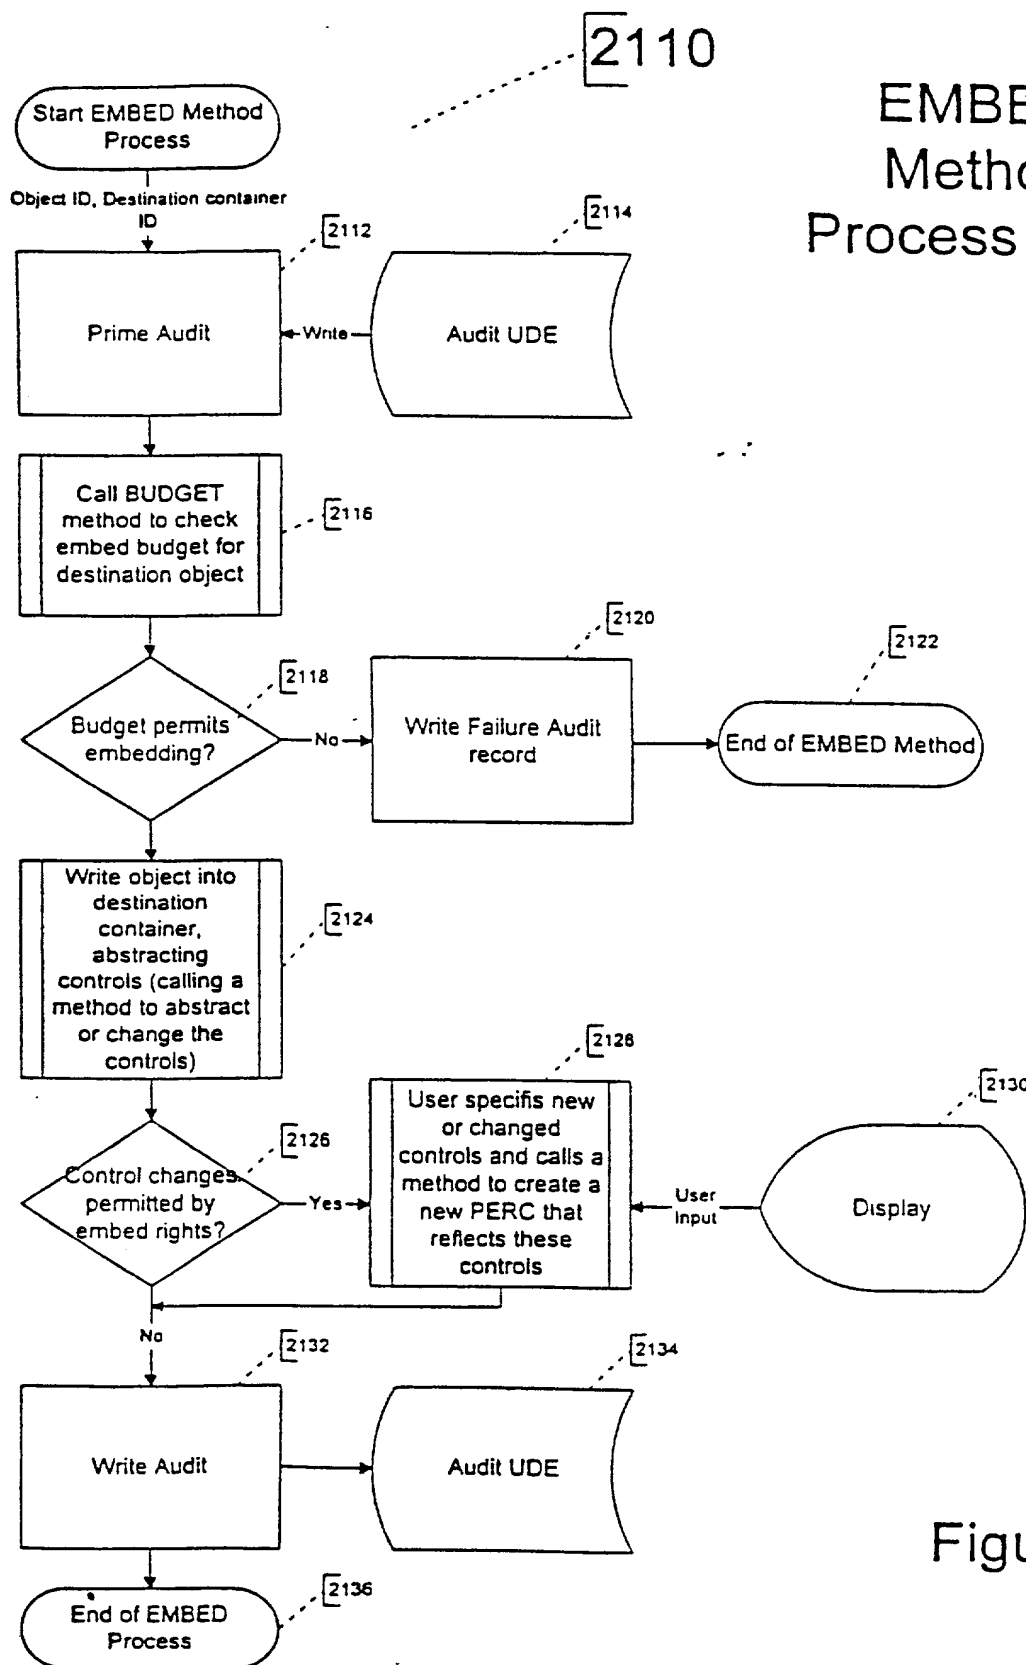 2110
EMBE
Metho
Process
Start EMBED Method
Process
Object ID, Destination container
ID
2112
2114
Prime Audit
Write
Audit UDE
Call BUDGET
method to check
embed budget for
destination object
2116
2118
2120
2122
Budget permits
embedding?
No
Write Failure Audit
record
End of EMBED Method
Write object into
destination
container,
abstracting
controls (calling a
method to abstract
or change the
controls)
2124
2126
2128
2130
Control changes
permitted by
embed rights?
Yes
User specifis new
or changed
controls and calls a
method to create a
new PERC that
reflects these
controls
User
Input
Display
No
2132
2134
Write Audit
Audit UDE
Figu
2136
End of EMBED
Process